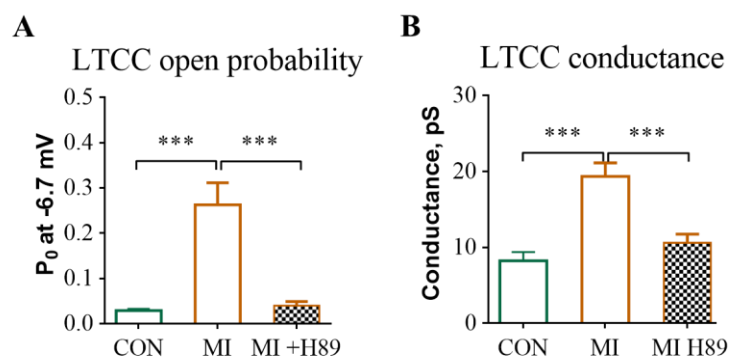 A
LTCC open probability
P0 at -6.7 mV
0.5
0.4
0.3
0.2
0.1
0.0
***
***
CON
MI
MI +H89
B
LTCC conductance
Conductance, pS
30
20
10
0
***
***
CON
MI
MI H89